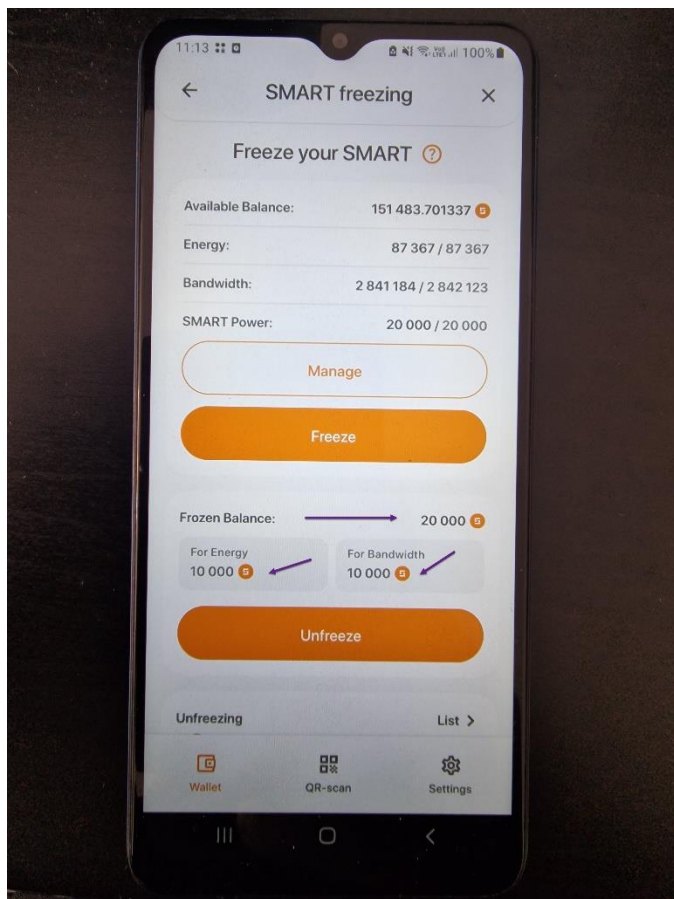 11:13 100%
SMART freezing
Freeze your SMART ?
Available Balance: 151 483.701337
Energy: 87 367 / 87 367
Bandwidth: 2 841 184 / 2 842 123
SMART Power: 20 000 / 20 000
Manage
Freeze
Frozen Balance: 20 000
For Energy For Bandwidth
10 000 10 000
Unfreeze
Unfreezing List >
Wallet QR-scan Settings